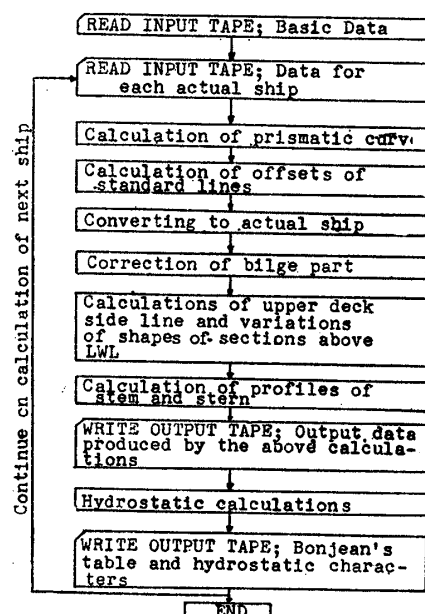 READ INPUT TAPE; Basic Data
READ INPUT TAPE; Data for
each actual ship
Calculation of prismatic curve
Calculation of offsets of
standard lines
Converting to actual ship
Correction of bilge part
Calculations of upper deck
side line and variations
of shapes of sections above
LWL
Calculation of profiles of
stem and stern
WRITE OUTPUT TAPE; Output data
produced by the above calcula-
tions
Hydrostatic calculations
WRITE OUTPUT TAPE; Bonjean's
table and hydrostatic charac-
ters
END
Continue on calculation of next ship